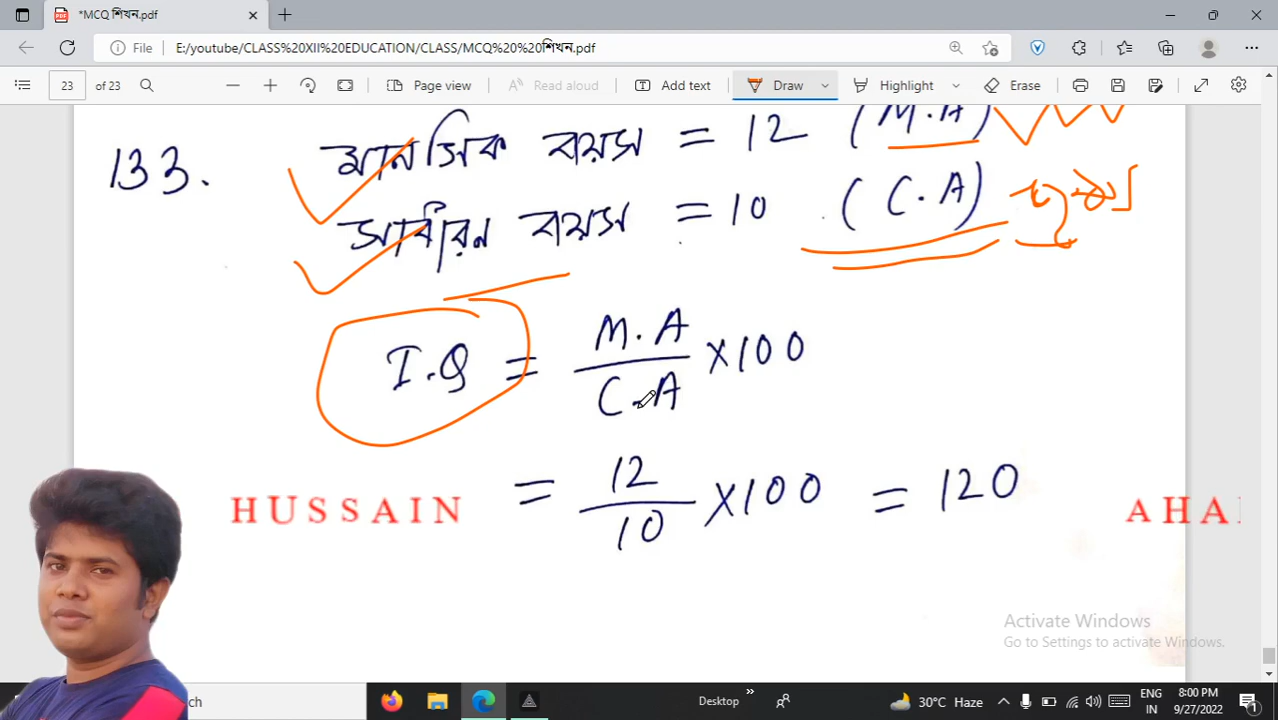 *MCQ শিখন.pdf
File E:/youtube/CLASS%20XII%20EDUCATION/CLASS/MCQ%20%20শিখন.pdf
23 of 23 Page view Read aloud Add text Draw Highlight Erase
133. মানসিক বয়স = 12 (M.A)
সাধারন বয়স = 10 (C.A)
I.Q = M.A / C.A × 100
= 12 / 10 × 100 = 120
HUSSAIN AHA
Activate Windows
Go to Settings to activate Windows.
ch Desktop 30°C Haze ENG IN 8:00 PM 9/27/2022